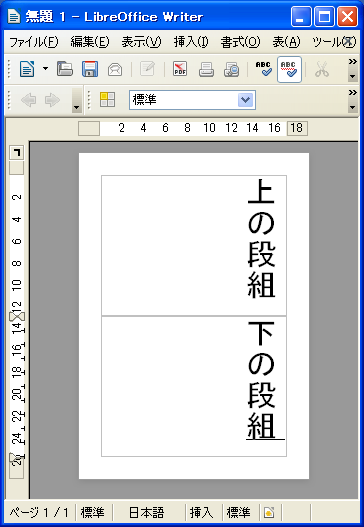 無題 1 - LibreOffice Writer
ファイル(F) 編集(E) 表示(V) 挿入(I) 書式(O) 表(A) ツール(T)
PDF ABC ABC
標準
2 4 6 8 10 12 14 16 18
2 4 6 8 10 12 14 16 18 20 22 24 26
上の段組
下の段組
ページ 1 / 1 標準 日本語 挿入 標準